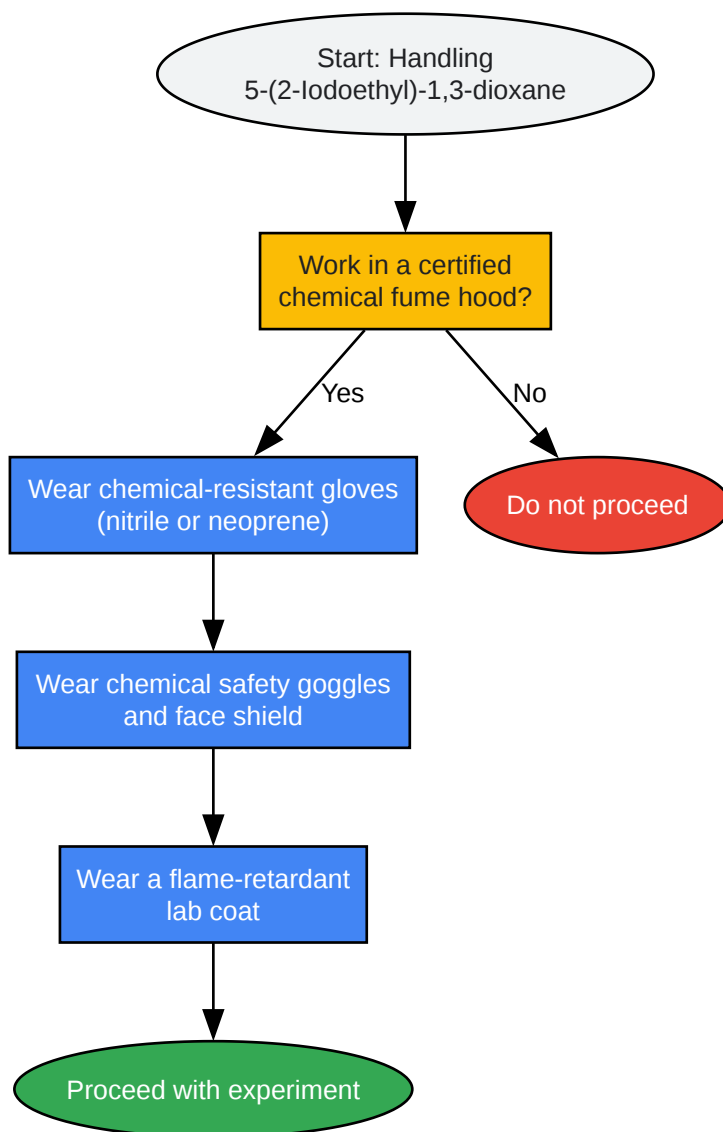 Start: Handling
5-(2-Iodoethyl)-1,3-dioxane
Work in a certified
chemical fume hood?
Yes
No
Wear chemical-resistant gloves
(nitrile or neoprene)
Do not proceed
Wear chemical safety goggles
and face shield
Wear a flame-retardant
lab coat
Proceed with experiment